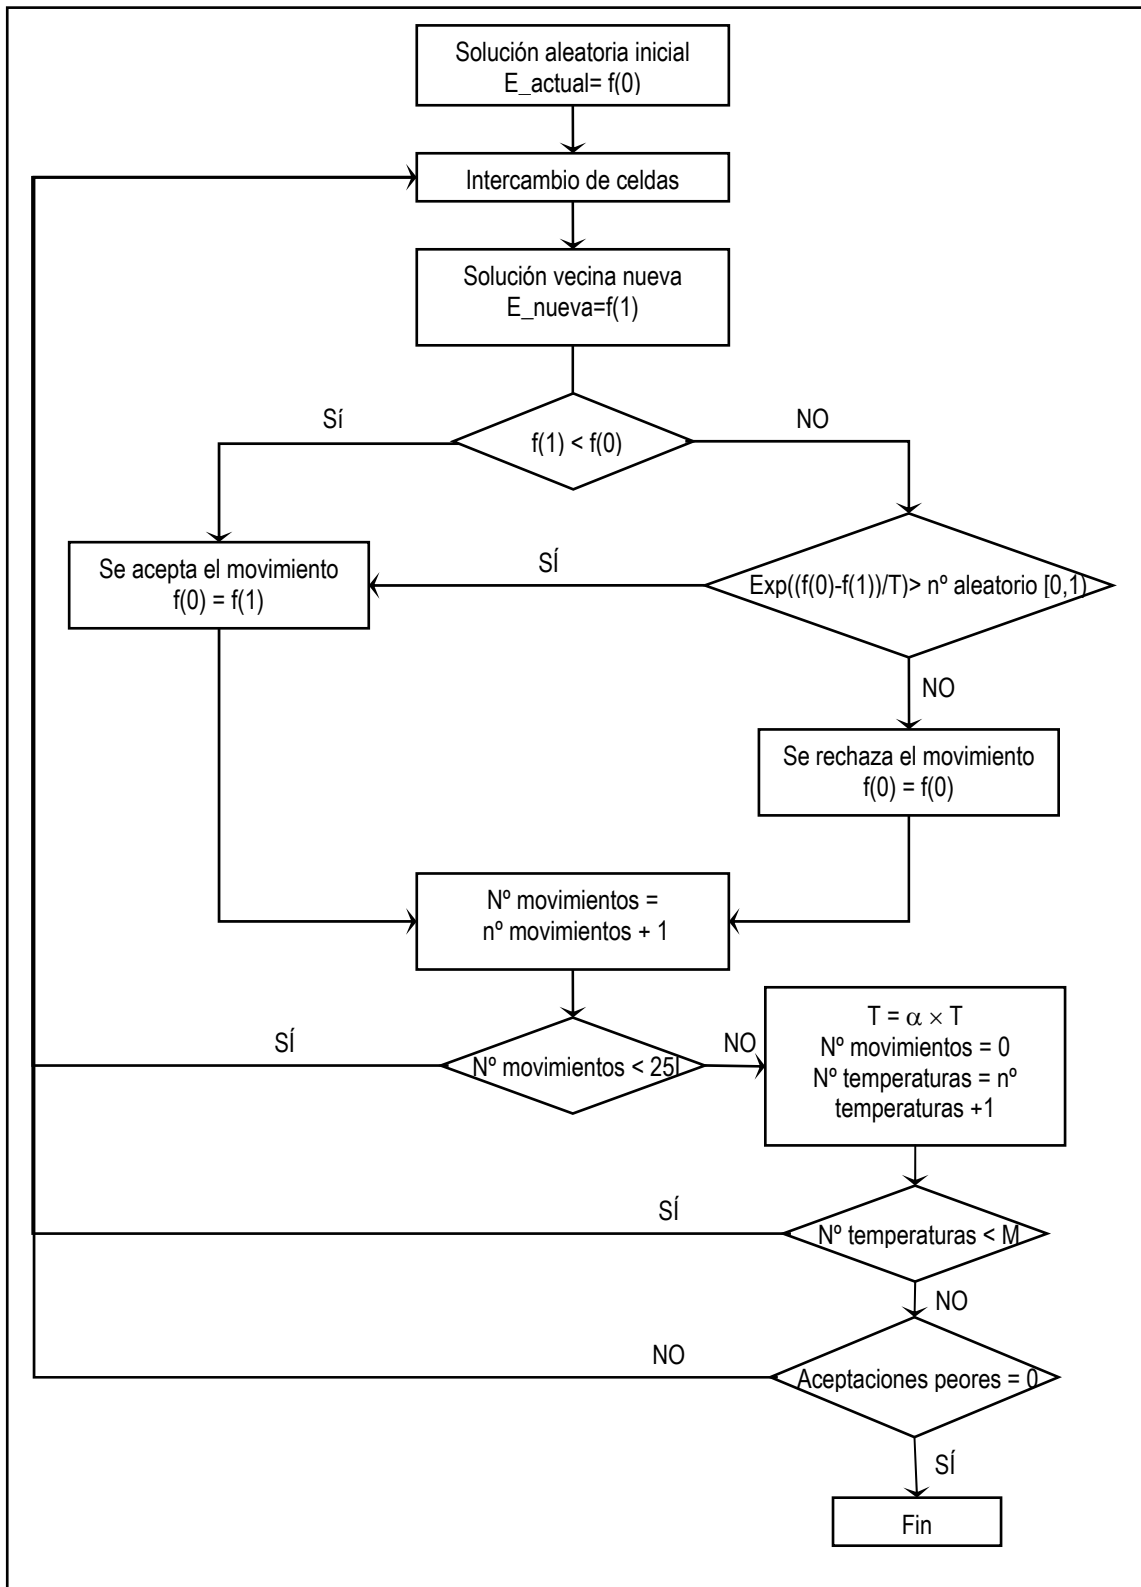 Solución aleatoria inicial
E_actual= f(0)
Intercambio de celdas
Solución vecina nueva
E_nueva=f(1)
Sí
NO
f(1) < f(0)
Se acepta el movimiento
f(0) = f(1)
SÍ
Exp((f(0)-f(1))/T)> nº aleatorio [0,1)
NO
Se rechaza el movimiento
f(0) = f(0)
Nº movimientos =
nº movimientos + 1
SÍ
Nº movimientos < 25I
NO
T = α × T
Nº movimientos = 0
Nº temperaturas = nº
temperaturas +1
SÍ
Nº temperaturas < M
NO
NO
Aceptaciones peores = 0
SÍ
Fin